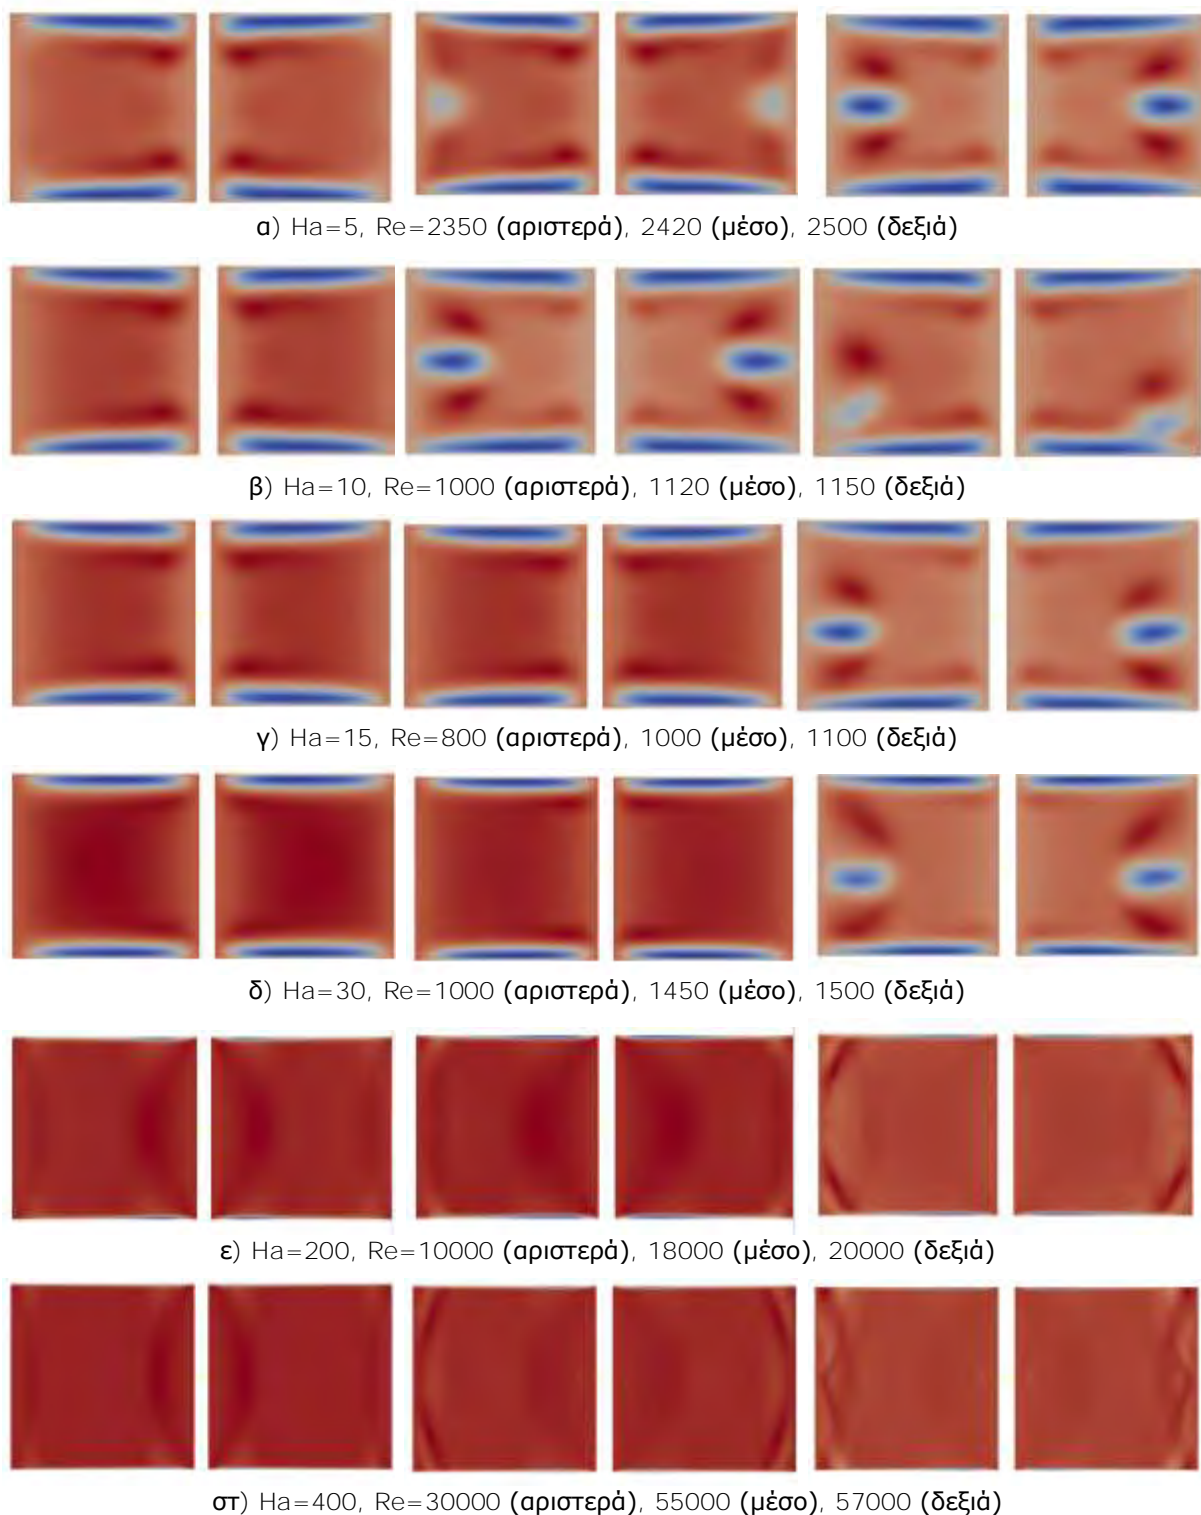 α) Ha=5, Re=2350 (αριστερά), 2420 (μέσο), 2500 (δεξιά)
β) Ha=10, Re=1000 (αριστερά), 1120 (μέσο), 1150 (δεξιά)
γ) Ha=15, Re=800 (αριστερά), 1000 (μέσο), 1100 (δεξιά)
δ) Ha=30, Re=1000 (αριστερά), 1450 (μέσο), 1500 (δεξιά)
ε) Ha=200, Re=10000 (αριστερά), 18000 (μέσο), 20000 (δεξιά)
στ) Ha=400, Re=30000 (αριστερά), 55000 (μέσο), 57000 (δεξιά)